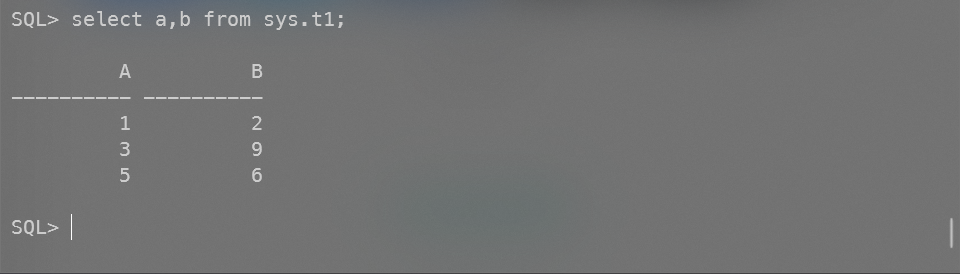 SQL> select a,b from sys.t1;
         A          B
---------- ----------
         1          2
         3          9
         5          6
SQL>